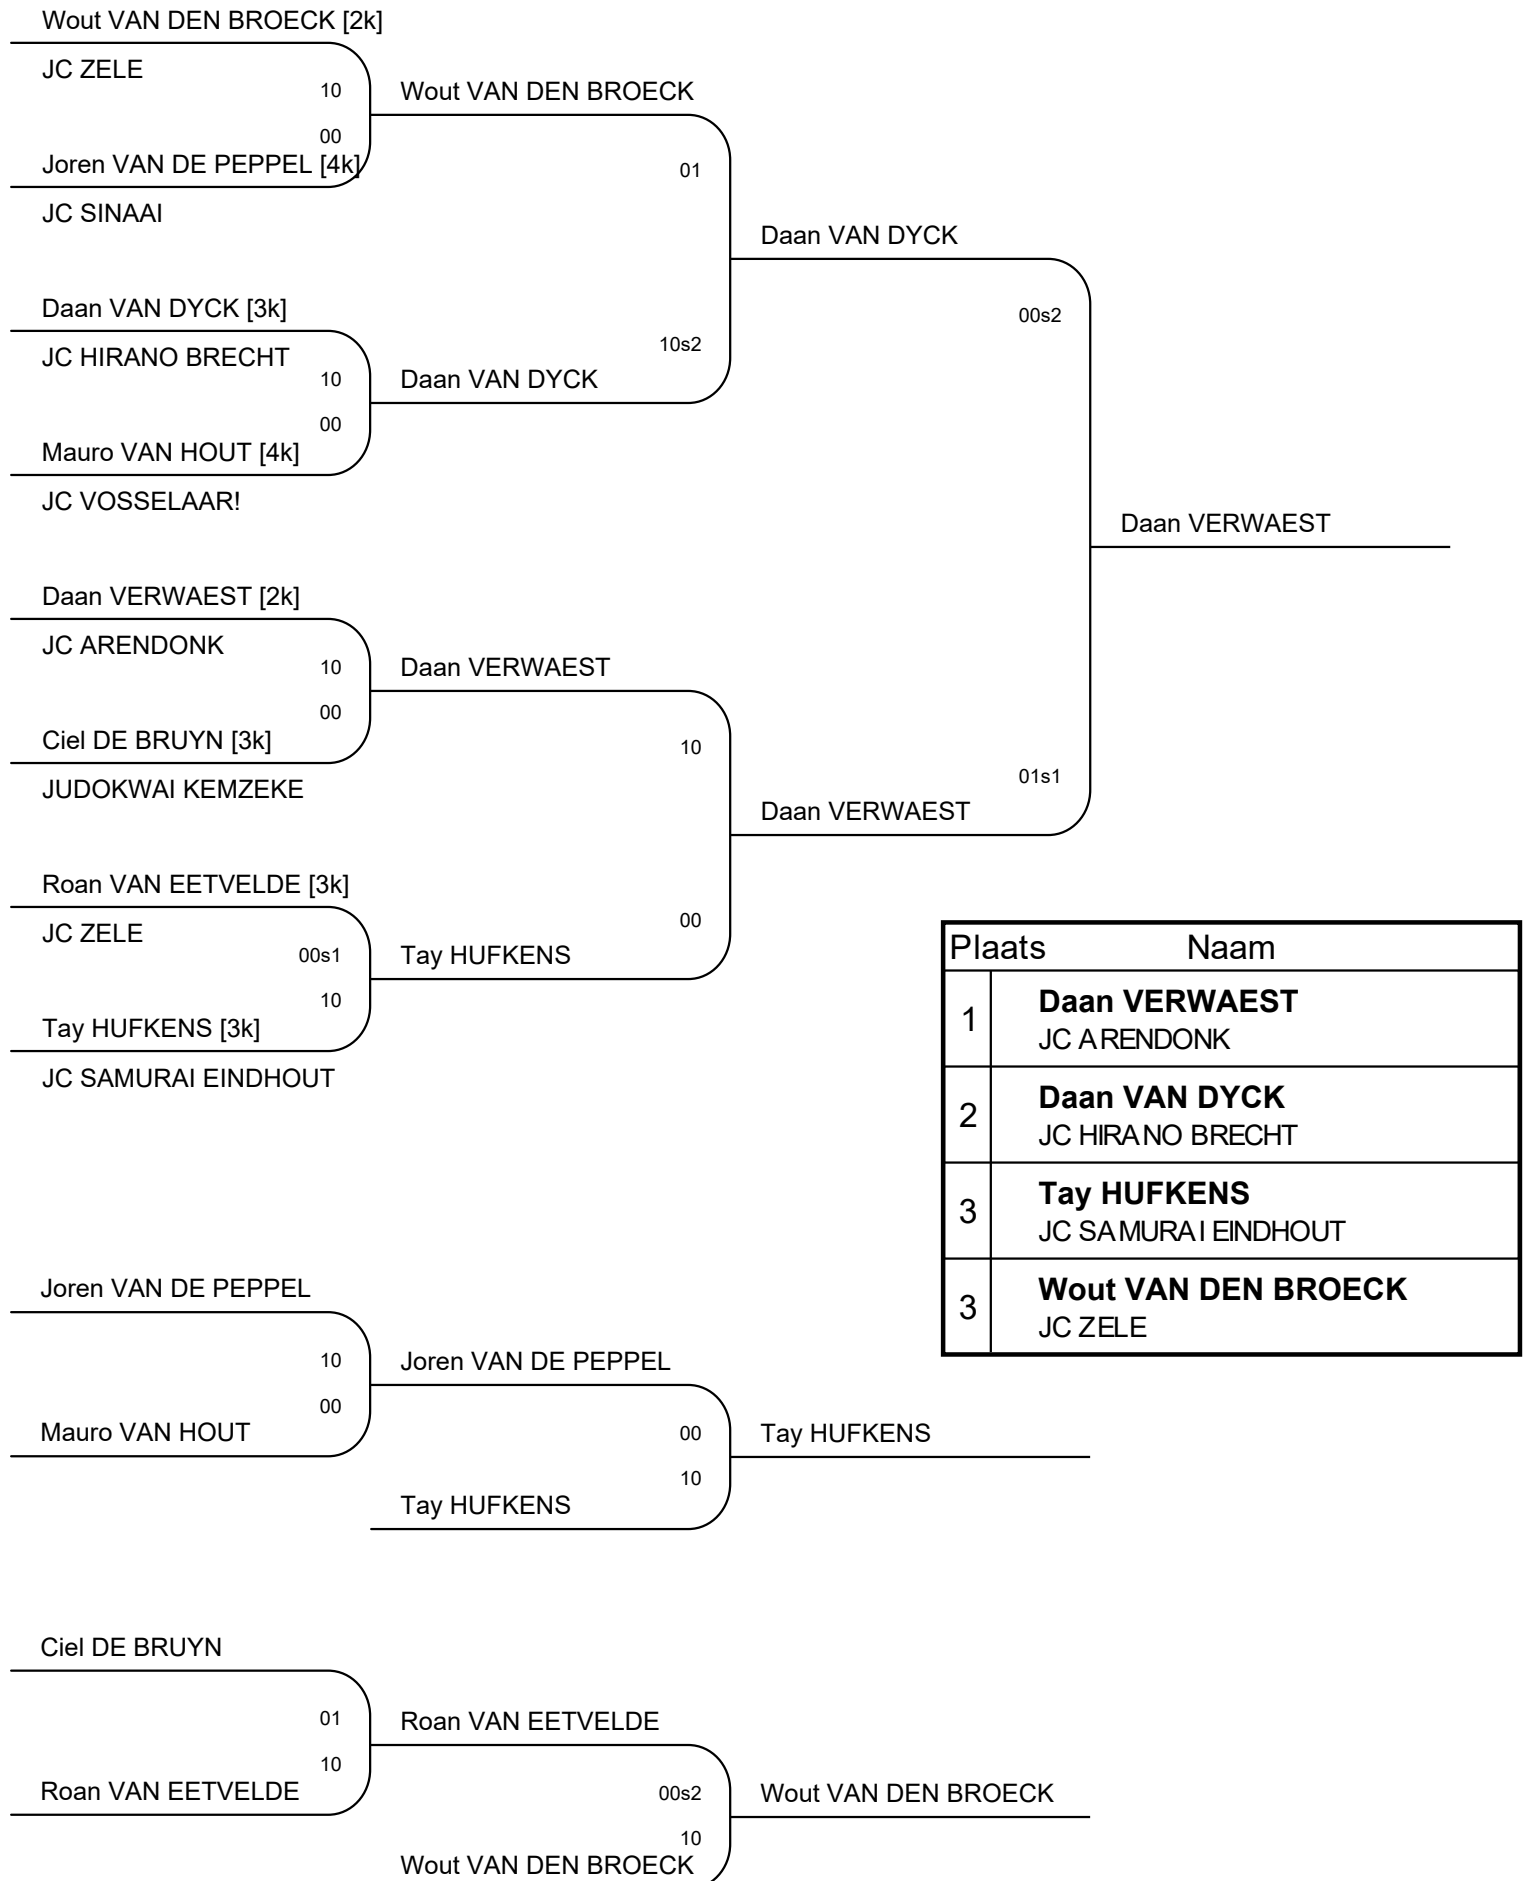 Wout VAN DEN BROECK [2k]
JC ZELE
10
Wout VAN DEN BROECK
00
Joren VAN DE PEPPEL [4k]
01
JC SINAAI
Daan VAN DYCK
Daan VAN DYCK [3k]
00s2
JC HIRANO BRECHT
10s2
10
Daan VAN DYCK
00
Mauro VAN HOUT [4k]
JC VOSSELAAR!
Daan VERWAEST
Daan VERWAEST [2k]
JC ARENDONK
10
Daan VERWAEST
00
Ciel DE BRUYN [3k]
10
01s1
JUDOKWAI KEMZEKE
Daan VERWAEST
Roan VAN EETVELDE [3k]
JC ZELE
00
00s1
Tay HUFKENS
10
Tay HUFKENS [3k]
JC SAMURAI EINDHOUT
Plaats Naam
1 Daan VERWAEST
JC ARENDONK
2 Daan VAN DYCK
JC HIRANO BRECHT
3 Tay HUFKENS
JC SAMURAI EINDHOUT
3 Wout VAN DEN BROECK
JC ZELE
Joren VAN DE PEPPEL
10
Joren VAN DE PEPPEL
00
Mauro VAN HOUT
00
Tay HUFKENS
10
Tay HUFKENS
Ciel DE BRUYN
01
Roan VAN EETVELDE
10
Roan VAN EETVELDE
00s2
Wout VAN DEN BROECK
10
Wout VAN DEN BROECK